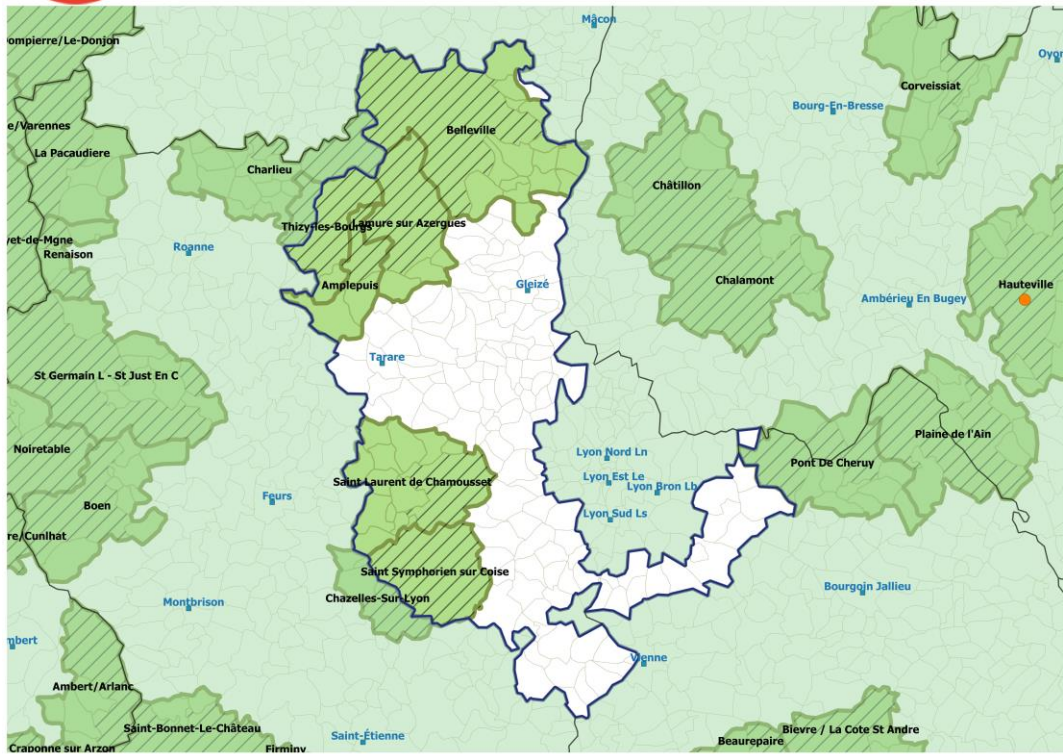 Mâcon
ompierre/Le-Donjon
Oyon
Corveissiat
Bourg-En-Bresse
e/Varennes
Belleville
La Pacaudiere
Charlieu
Châtillon
Thizy-les-Bourgs
Lamure sur Azergues
yet-de-Mgne
Roanne
Renaison
Chalamont
Amplepuis
Gleizé
Hauteville
Ambérieu En Bugey
Tarare
St Germain L - St Just En C
Plaine de l'Ain
Noiretable
Lyon Nord Ln
Pont De Cheruy
Lyon Est Le
Saint Laurent de Chamousset
Lyon Bron Lb
Feurs
Boen
Lyon Sud Ls
re/Cunlhat
Saint Symphorien sur Coise
Bourgoin Jallieu
Chazelles-Sur-Lyon
Montbrison
mbert
Vienne
Ambert/Arlanc
Saint-Bonnet-Le-Château
Bievre / La Cote St Andre
Saint-Étienne
Beaurepaire
Craponne sur Arzon
Firminy